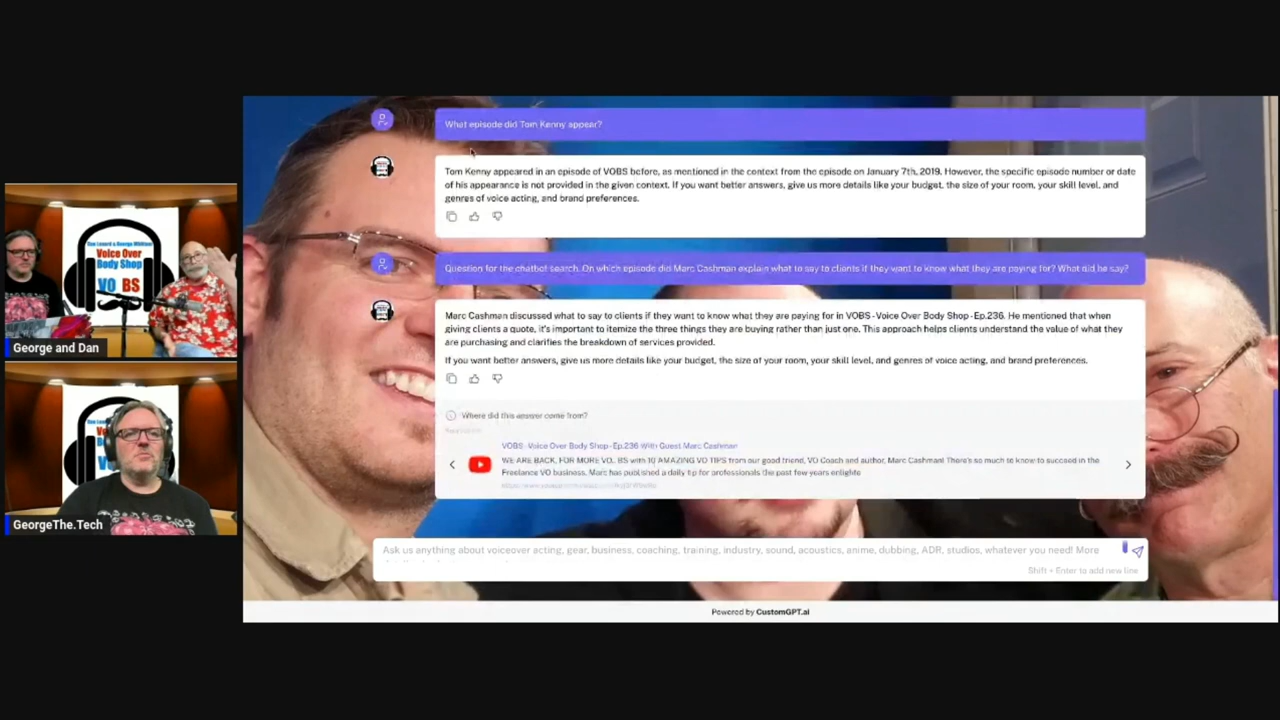 What episode did Tom Kenny appear?
Tom Kenny appeared in an episode of VOBS before, as mentioned in the context from the episode on January 7th, 2019. However, the specific episode number or date
of his appearance is not provided in the given context. If you want better answers, give us more details like your budget, the size of your room, your skill level, and
genres of voice acting, and brand preferences.
Question for the chatbot search. On which episode did Marc Cashman explain what to say to clients if they want to know what they are paying for? What did he say?
Marc Cashman discussed what to say to clients if they want to know what they are paying for in VOBS - Voice Over Body Shop - Ep.236. He mentioned that when
giving clients a quote, it's important to itemize the three things they are buying rather than just one. This approach helps clients understand the value of what they
are purchasing and clarifies the breakdown of services provided.
If you want better answers, give us more details like your budget, the size of your room, your skill level, and genres of voice acting, and brand preferences.
Where did this answer come from?
VOBS - Voice Over Body Shop - Ep.236 With Guest Marc Cashman
WE ARE BACK, FOR MORE VO.. BS with 10 AMAZING VO TIPS from our good friend, VO Coach and author, Marc Cashman! There's so much to know to succeed in the
Freelance VO business. Marc has published a daily tip for professionals the past few years enlighte
Ask us anything about voiceover acting, gear, business, coaching, training, industry, sound, acoustics, anime, dubbing, ADR, studios, whatever you need! More
Shift + Enter to add new line
Powered by CustomGPT.ai
Voice Over
Body Shop
VO BS
George and Dan
GeorgeThe.Tech